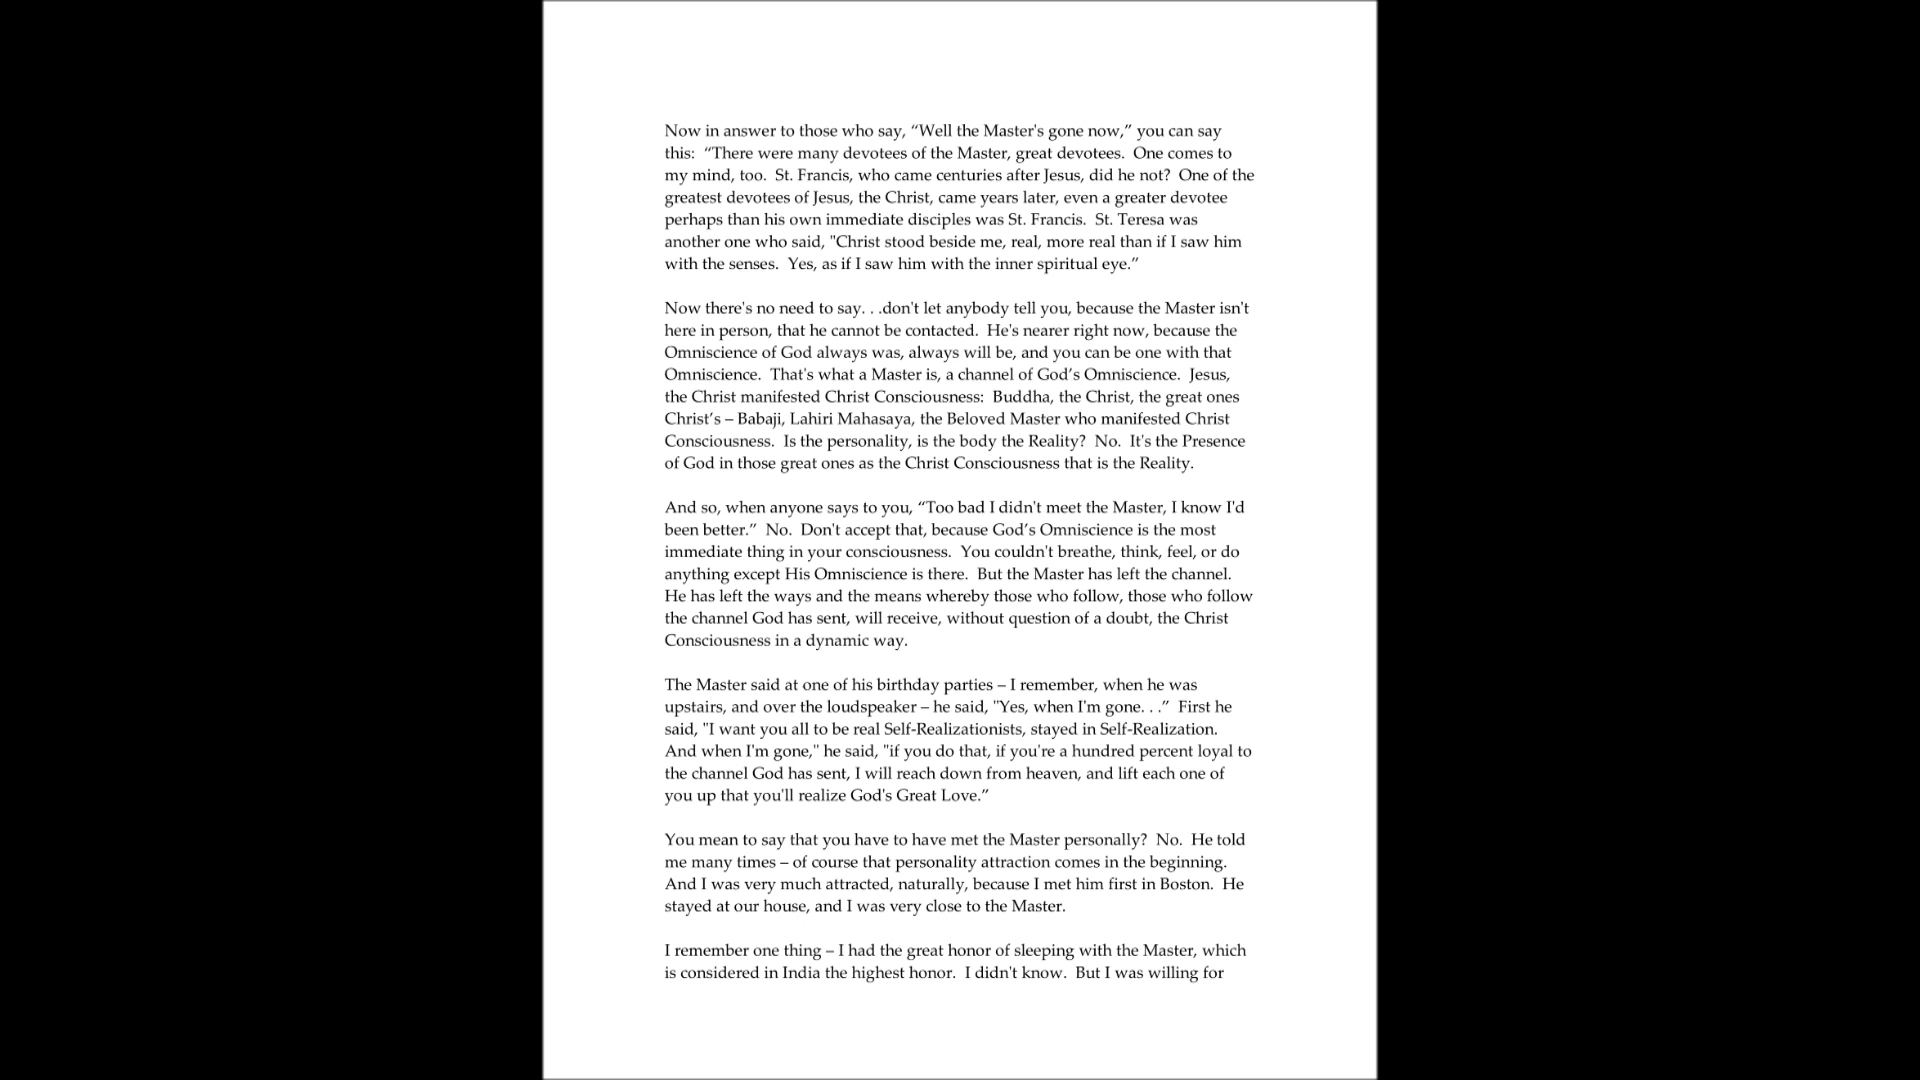 Now in answer to those who say, “Well the Master's gone now,” you can say
this:  “There were many devotees of the Master, great devotees.  One comes to
my mind, too.  St. Francis, who came centuries after Jesus, did he not?  One of the
greatest devotees of Jesus, the Christ, came years later, even a greater devotee
perhaps than his own immediate disciples was St. Francis.  St. Teresa was
another one who said, "Christ stood beside me, real, more real than if I saw him
with the senses.  Yes, as if I saw him with the inner spiritual eye.”
Now there's no need to say. . .don't let anybody tell you, because the Master isn't
here in person, that he cannot be contacted.  He's nearer right now, because the
Omniscience of God always was, always will be, and you can be one with that
Omniscience.  That's what a Master is, a channel of God’s Omniscience.  Jesus,
the Christ manifested Christ Consciousness:  Buddha, the Christ, the great ones
Christ’s – Babaji, Lahiri Mahasaya, the Beloved Master who manifested Christ
Consciousness.  Is the personality, is the body the Reality?  No.  It's the Presence
of God in those great ones as the Christ Consciousness that is the Reality.
And so, when anyone says to you, “Too bad I didn't meet the Master, I know I'd
been better.”  No.  Don't accept that, because God’s Omniscience is the most
immediate thing in your consciousness.  You couldn't breathe, think, feel, or do
anything except His Omniscience is there.  But the Master has left the channel.
He has left the ways and the means whereby those who follow, those who follow
the channel God has sent, will receive, without question of a doubt, the Christ
Consciousness in a dynamic way.
The Master said at one of his birthday parties – I remember, when he was
upstairs, and over the loudspeaker – he said, "Yes, when I'm gone. . .”  First he
said, "I want you all to be real Self-Realizationists, stayed in Self-Realization.
And when I'm gone," he said, "if you do that, if you're a hundred percent loyal to
the channel God has sent, I will reach down from heaven, and lift each one of
you up that you'll realize God's Great Love.”
You mean to say that you have to have met the Master personally?  No.  He told
me many times – of course that personality attraction comes in the beginning.
And I was very much attracted, naturally, because I met him first in Boston.  He
stayed at our house, and I was very close to the Master.
I remember one thing – I had the great honor of sleeping with the Master, which
is considered in India the highest honor.  I didn't know.  But I was willing for